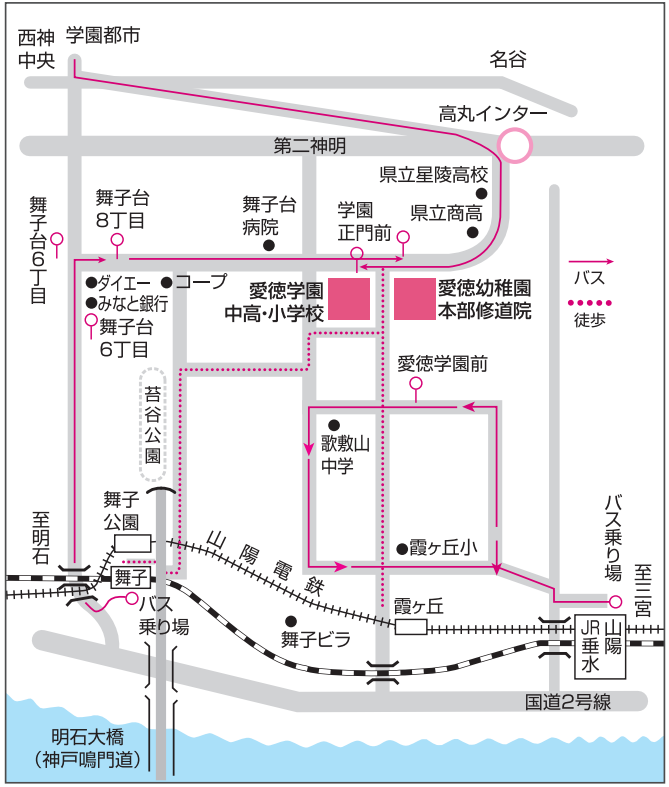 西神
中央
学園都市
名谷
高丸インター
第二神明
県立星陵高校
県立商高
舞子台
8丁目
舞子台
病院
学園
正門前
舞子台6丁目
ダイエー
コープ
みなと銀行
舞子台
6丁目
愛徳学園
中高・小学校
愛徳幼稚園
本部修道院
バス
徒歩
愛徳学園前
苔谷公園
歌敷山
中学
舞子
公園
至明石
山陽電鉄
霞ヶ丘小
バス乗り場
至三宮
舞子
バス
乗り場
霞ヶ丘
舞子ビラ
山陽
JR垂水
国道2号線
明石大橋
（神戸鳴門道）